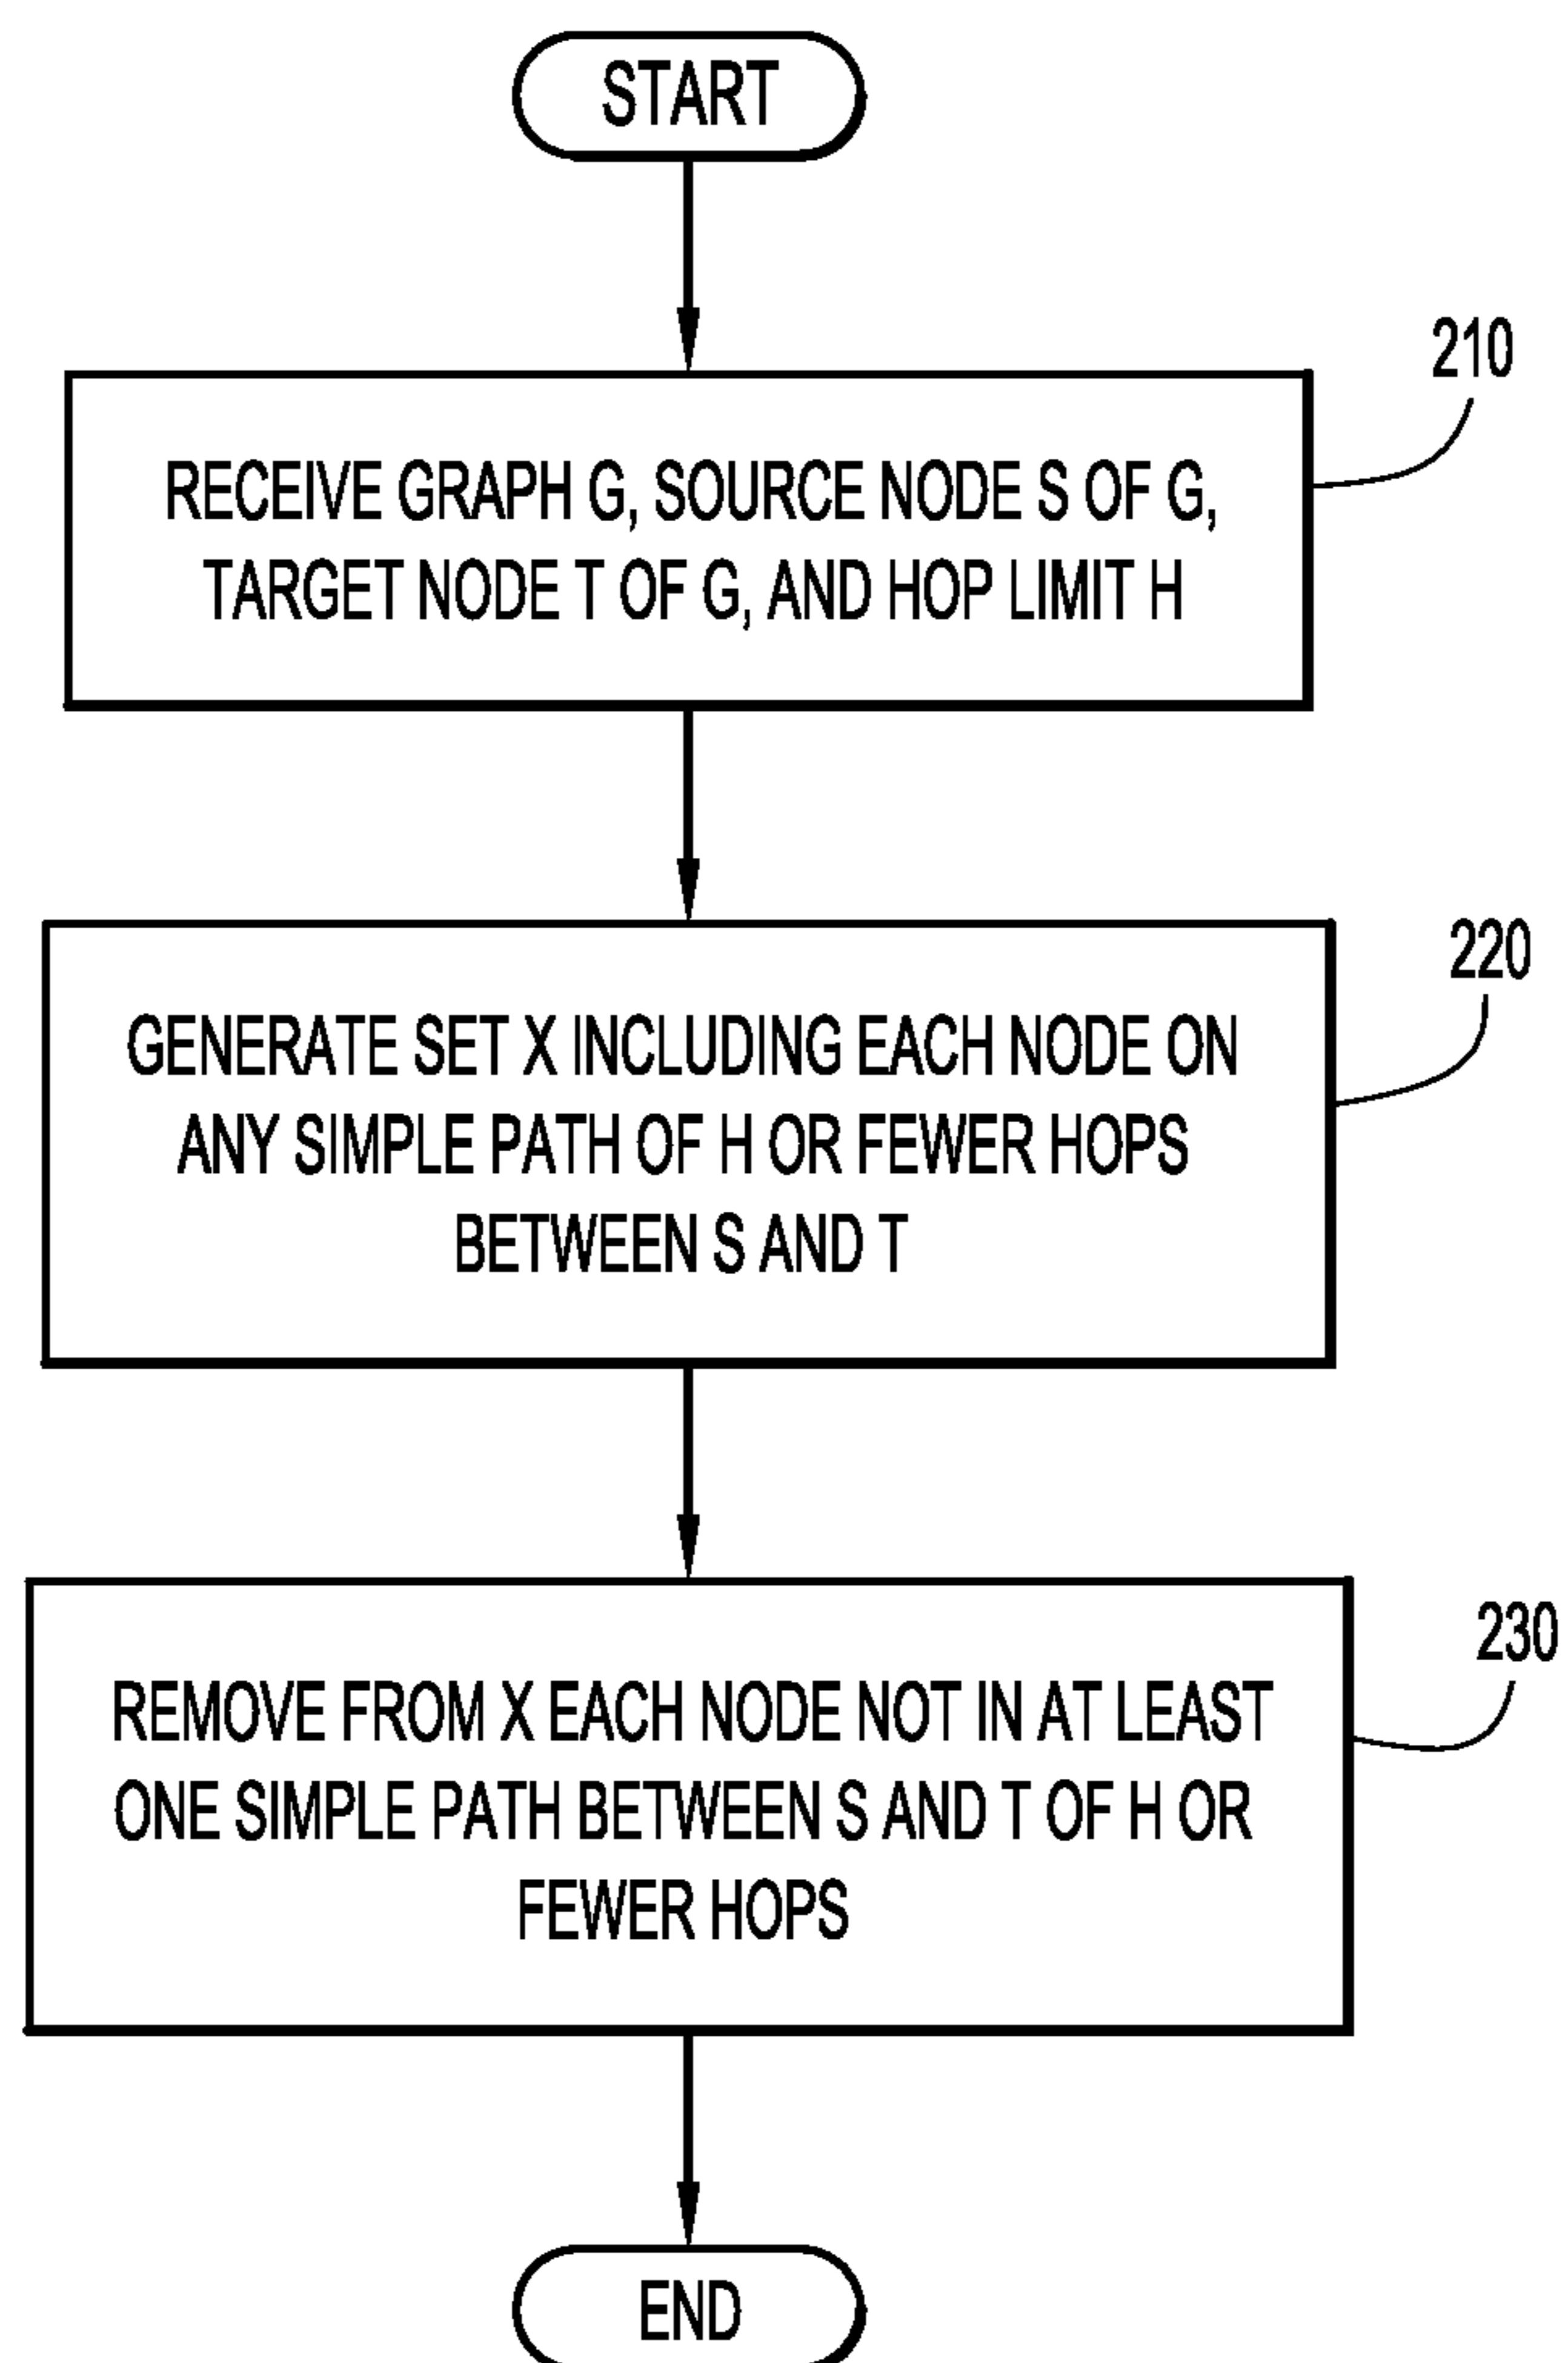 START
210
RECEIVE GRAPH G, SOURCE NODE S OF G,
TARGET NODE T OF G, AND HOP LIMIT H
220
GENERATE SET X INCLUDING EACH NODE ON
ANY SIMPLE PATH OF H OR FEWER HOPS
BETWEEN S AND T
230
REMOVE FROM X EACH NODE NOT IN AT LEAST
ONE SIMPLE PATH BETWEEN S AND T OF H OR
FEWER HOPS
END